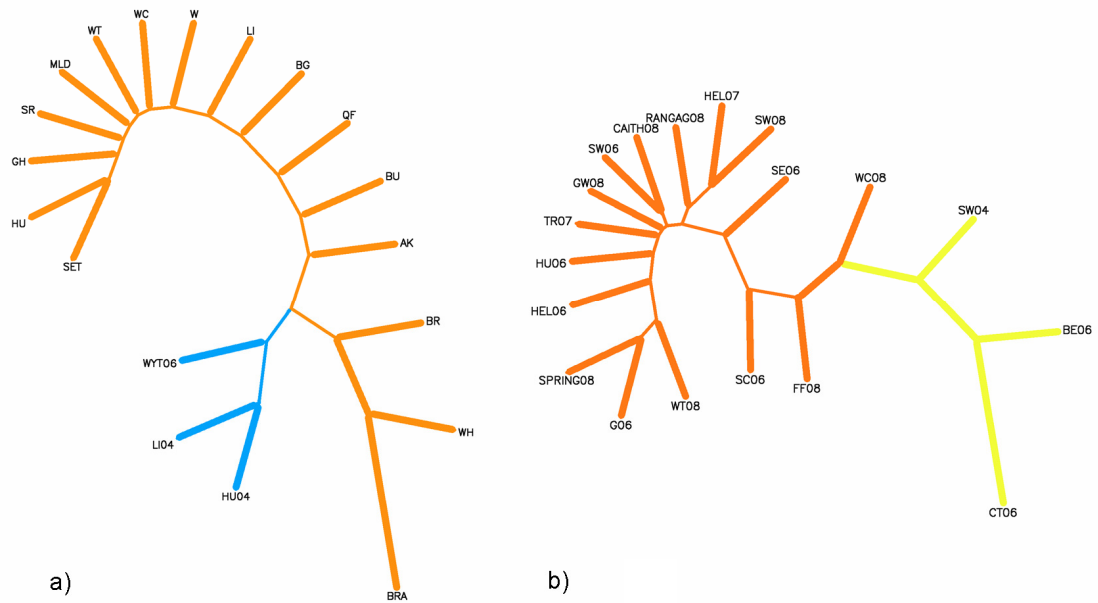 WC
W
WT
LI
MLD
BG
SR
QF
GH
BU
HU
AK
SET
BR
WYT06
LI04
WH
HU04
BRA
a)
HEL07
RANGAG08
SW08
CAITH08
SW06
SE06
GW08
WC08
TR07
SW04
HU06
HEL06
BE06
SPRING08
SC06
FF08
WT08
G06
CT06
b)